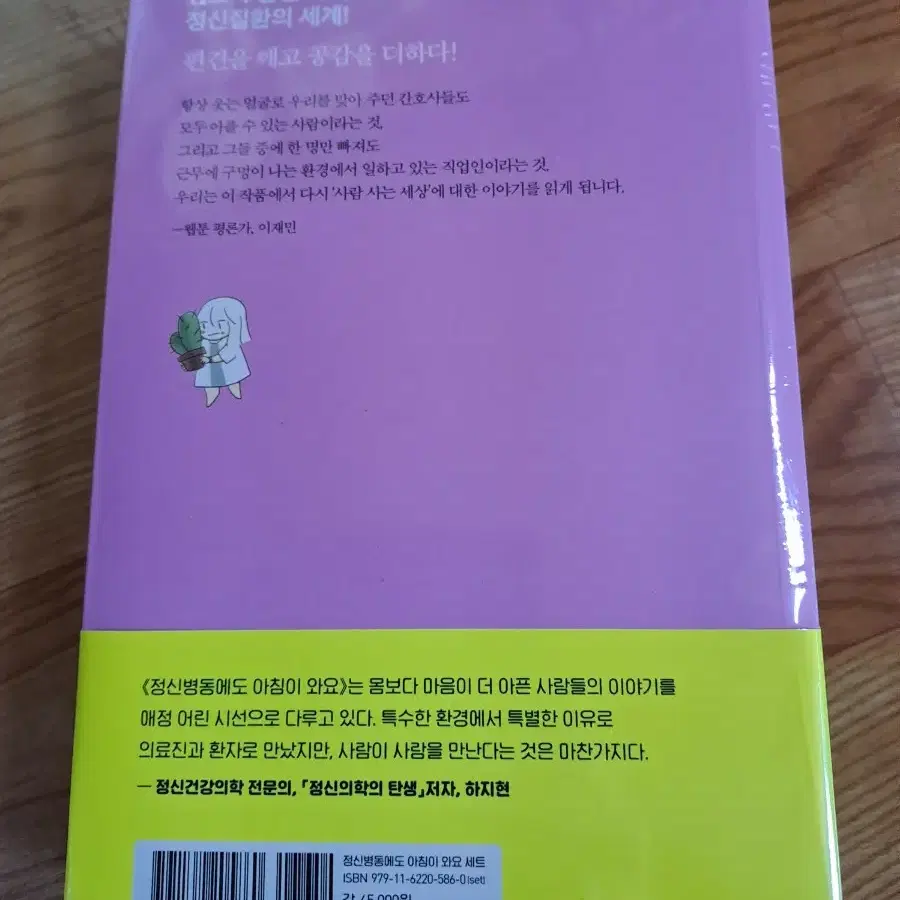 정신질환의 세계!
편견을 깨고 공감을 더하다!
항상 웃는 얼굴로 우리를 맞아 주던 간호사들도
모두 아플 수 있는 사람이라는 것,
그리고 그들 중에 한 명만 빠져도
근무에 구멍이 나는 환경에서 일하고 있는 직업인이라는 것.
우리는 이 작품에서 다시 '사람 사는 세상'에 대한 이야기를 읽게 됩니다.
—웹툰 평론가, 이재민
《정신병동에도 아침이 와요》는 몸보다 마음이 더 아픈 사람들의 이야기를
애정 어린 시선으로 다루고 있다. 특수한 환경에서 특별한 이유로
의료진과 환자로 만났지만, 사람이 사람을 만난다는 것은 마찬가지다.
— 정신건강의학 전문의, 「정신의학의 탄생」저자, 하지현
정신병동에도 아침이 와요 세트
ISBN 979-11-6220-586-0(set)
값 45,000원